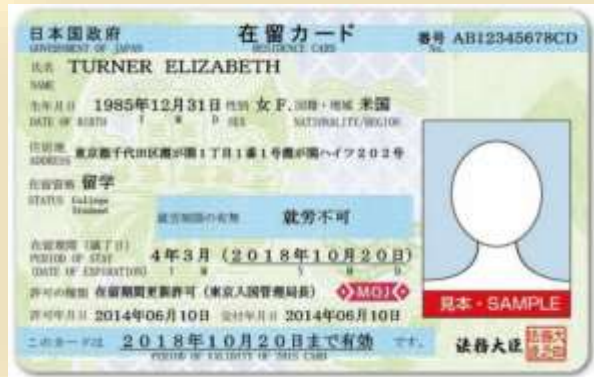 日本国政府 在留カード 番号 AB12345678CD
GOVERNMENT OF JAPAN RESIDENCE CARD No.
氏名 TURNER ELIZABETH
NAME
生年月日 1985年12月31日 性別 女 F. 国籍・地域 米国
DATE OF BIRTH Y M D SEX NATIONALITY/REGION
住居地 東京都千代田区霞が関1丁目1番1号霞が関ハイツ202号
ADDRESS
在留資格 留学
STATUS College
Student
就労制限の有無 就労不可
在留期間(満了日) 4年3月(2018年10月20日)
PERIOD OF STAY
(DATE OF EXPIRATION) Y M Y M D
許可の種類 在留期間更新許可(東京入国管理局長) MOJ
見本・SAMPLE
許可年月日 2014年06月10日 交付年月日 2014年06月10日
このカードは 2018年10月20日まで有効 です。
PERIOD OF VALIDITY OF THIS CARD
法務大臣